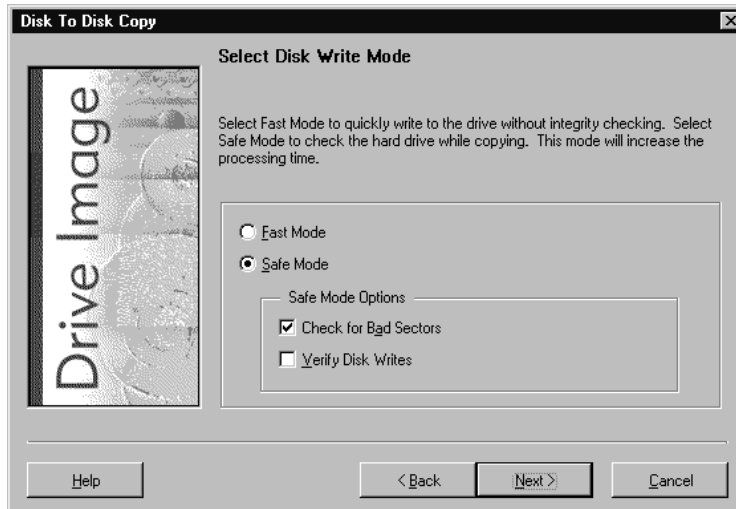 Disk To Disk Copy
Drive Image
Select Disk Write Mode
Select Fast Mode to quickly write to the drive without integrity checking. Select
Safe Mode to check the hard drive while copying. This mode will increase the
processing time.
Fast Mode
Safe Mode
Safe Mode Options
Check for Bad Sectors
Verify Disk Writes
Help
< Back
Next >
Cancel